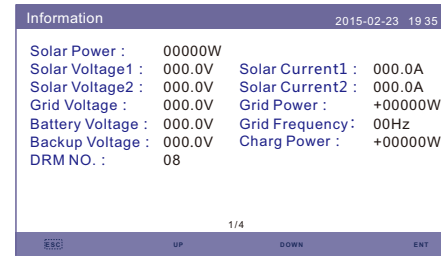 Information 2015-02-23 19 35
Solar Power : 00000W
Solar Voltage1 : 000.0V Solar Current1 : 000.0A
Solar Voltage2 : 000.0V Solar Current2 : 000.0A
Grid Voltage : 000.0V Grid Power : +00000W
Battery Voltage : 000.0V Grid Frequency : 00Hz
Backup Voltage : 000.0V Charg Power : +00000W
DRM NO. : 08
1/4
ESC UP DOWN ENT